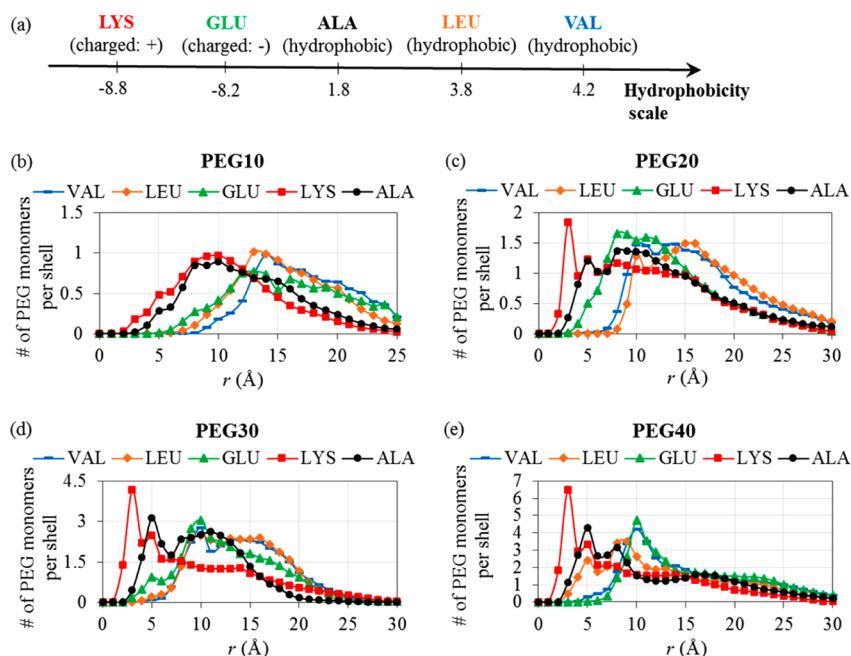 (a)
LYS GLU ALA LEU VAL
(charged: +) (charged: -) (hydrophobic) (hydrophobic) (hydrophobic)
-8.8 -8.2 1.8 3.8 4.2 Hydrophobicity
scale
(b) PEG10
VAL LEU GLU LYS ALA
# of PEG monomers
per shell
1.5
1
0.5
0
0 5 10 15 20 25
r (Å)
(c) PEG20
VAL LEU GLU LYS ALA
# of PEG monomers
per shell
2
1.5
1
0.5
0
0 5 10 15 20 25 30
r (Å)
(d) PEG30
VAL LEU GLU LYS ALA
# of PEG monomers
per shell
4.5
3
1.5
0
0 5 10 15 20 25 30
r (Å)
(e) PEG40
VAL LEU GLU LYS ALA
# of PEG monomers
per shell
7
6
5
4
3
2
1
0
0 5 10 15 20 25 30
r (Å)